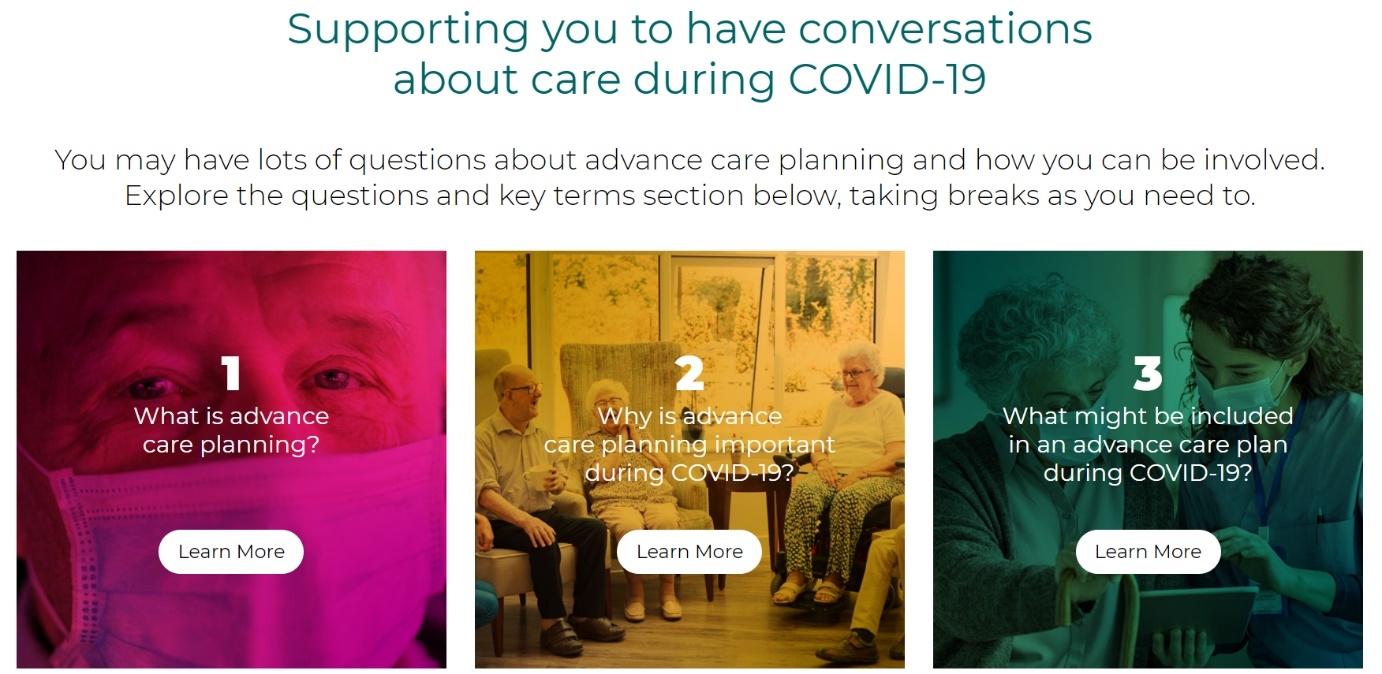 Supporting you to have conversations
about care during COVID-19
You may have lots of questions about advance care planning and how you can be involved.
Explore the questions and key terms section below, taking breaks as you need to.
1
What is advance
care planning?
Learn More
2
Why is advance
care planning important
during COVID-19?
Learn More
3
What might be included
in an advance care plan
during COVID-19?
Learn More